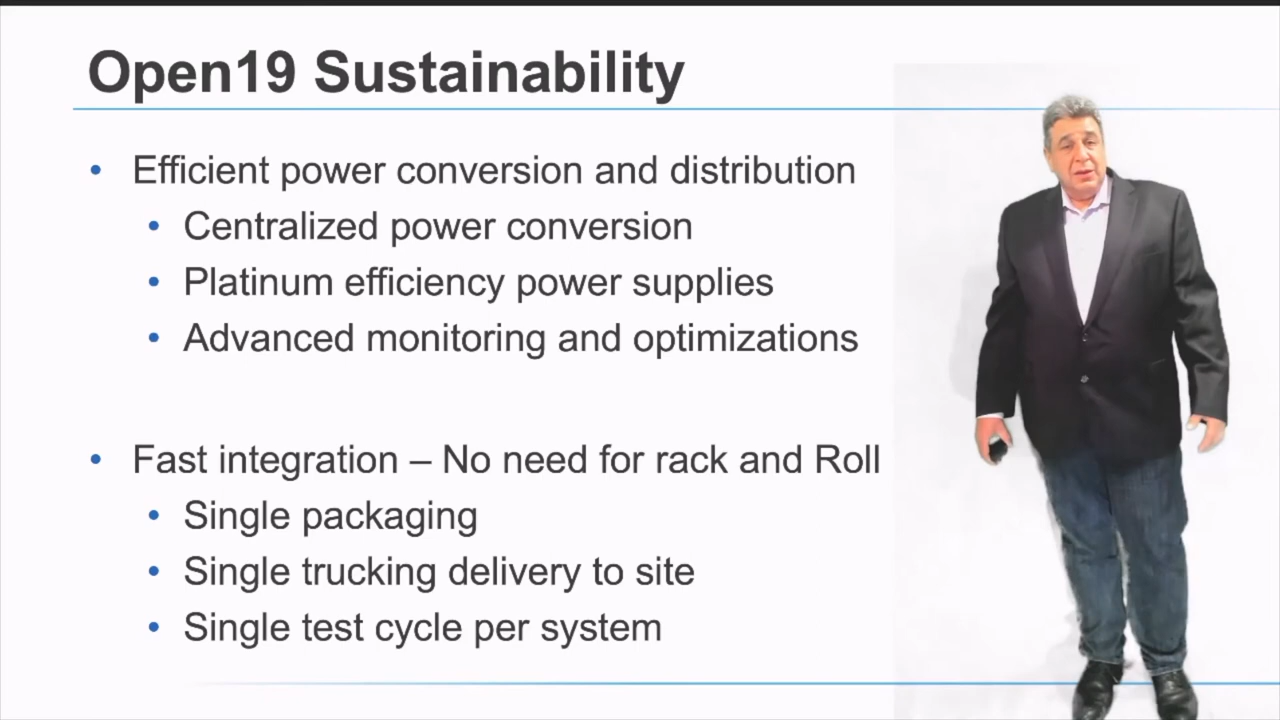 Open19 Sustainability
• Efficient power conversion and distribution
• Centralized power conversion
• Platinum efficiency power supplies
• Advanced monitoring and optimizations
• Fast integration – No need for rack and Roll
• Single packaging
• Single trucking delivery to site
• Single test cycle per system